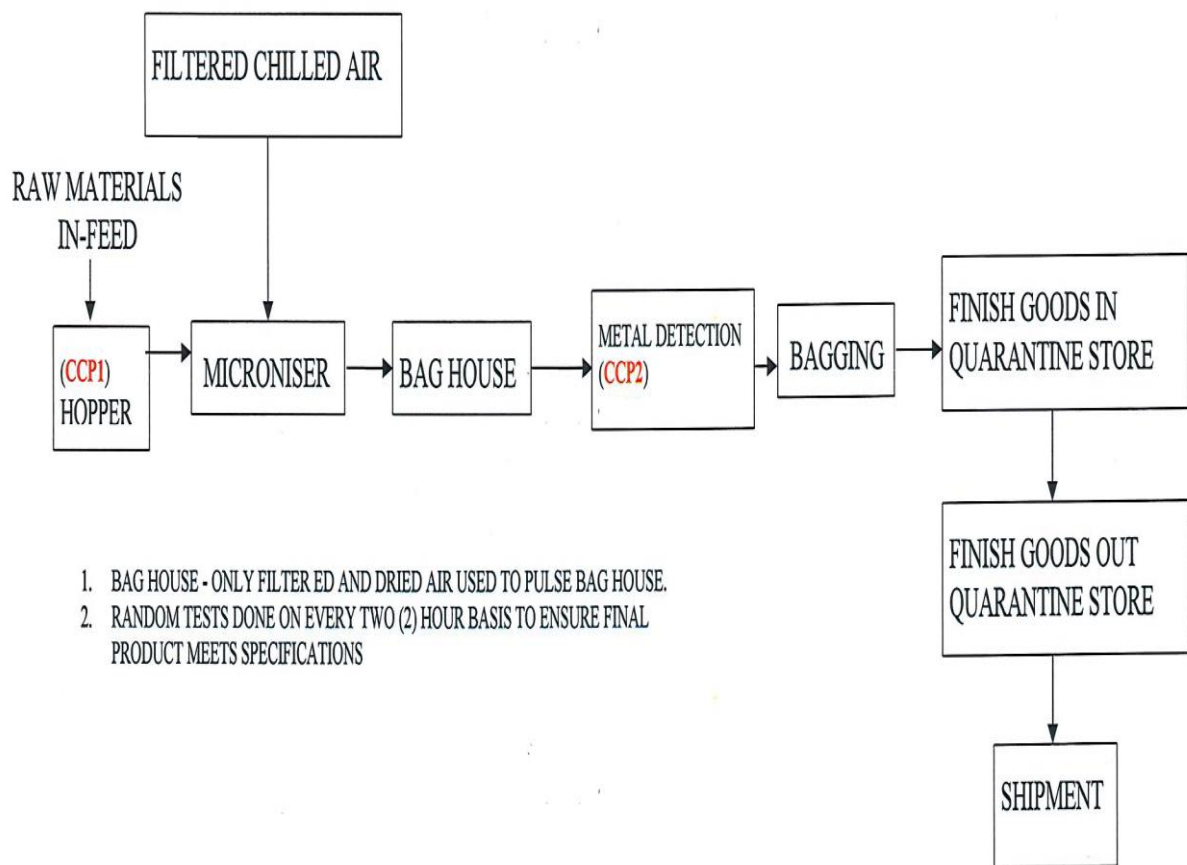 FILTERED CHILLED AIR
RAW MATERIALS
IN-FEED
(CCP1)
HOPPER
MICRONISER
BAG HOUSE
METAL DETECTION
(CCP2)
BAGGING
FINISH GOODS IN
QUARANTINE STORE
FINISH GOODS OUT
QUARANTINE STORE
SHIPMENT
1. BAG HOUSE - ONLY FILTER ED AND DRIED AIR USED TO PULSE BAG HOUSE.
2. RANDOM TESTS DONE ON EVERY TWO (2) HOUR BASIS TO ENSURE FINAL
PRODUCT MEETS SPECIFICATIONS